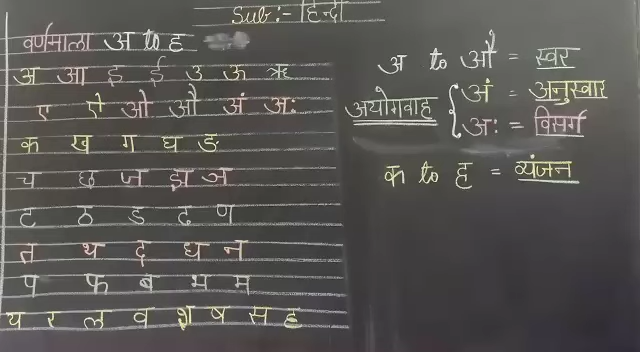 Sub:- हिन्दी
वर्णमाला अ to ह
अ आ इ ई उ ऊ ऋ
ए ऐ ओ औ अं अः
क ख ग घ ङ
च छ ज झ ञ
ट ठ ड ढ ण
त थ द ध न
प फ ब भ म
य र ल व श ष स ह
अ to औ = स्वर
अयोगवाह { अं = अनुस्वार
अः = विसर्ग
क to ह = व्यंजन